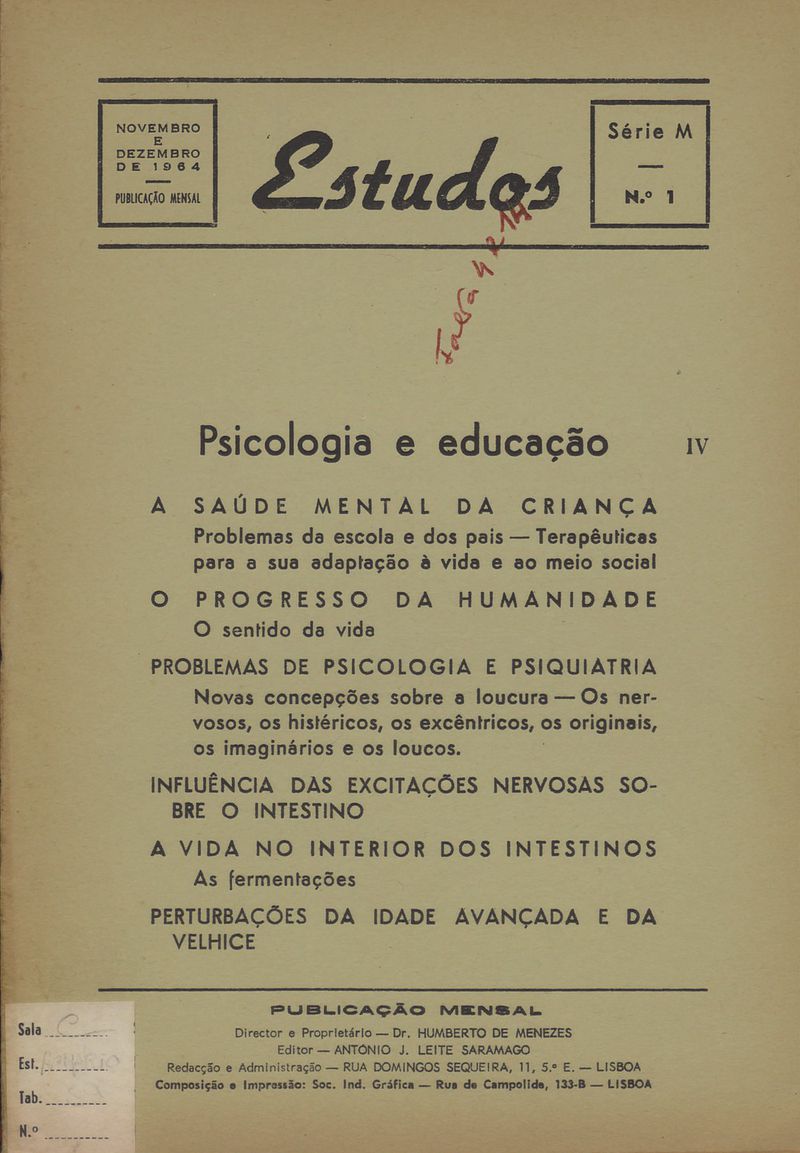 NOVEMBRO
E
DEZEMBRO
DE 1964
PUBLICAÇÃO MENSAL
Estudos
Série M
N.º 1
Psicologia e educação IV
A SAÚDE MENTAL DA CRIANÇA
Problemas da escola e dos pais — Terapêuticas
para a sua adaptação à vida e ao meio social
O PROGRESSO DA HUMANIDADE
O sentido da vida
PROBLEMAS DE PSICOLOGIA E PSIQUIATRIA
Novas concepções sobre a loucura — Os ner-
vosos, os histéricos, os excêntricos, os originais,
os imaginários e os loucos.
INFLUÊNCIA DAS EXCITAÇÕES NERVOSAS SO-
BRE O INTESTINO
A VIDA NO INTERIOR DOS INTESTINOS
As fermentações
PERTURBAÇÕES DA IDADE AVANÇADA E DA
VELHICE
PUBLICAÇÃO MENSAL
Director e Proprietário — Dr. HUMBERTO DE MENEZES
Editor — ANTÓNIO J. LEITE SARAMAGO
Redacção e Administração — RUA DOMINGOS SEQUEIRA, 11, 5.º E. — LISBOA
Composição e Impressão: Soc. Ind. Gráfica — Rua de Campolide, 133-B — LISBOA
Sala
Est.
Tab.
N.º